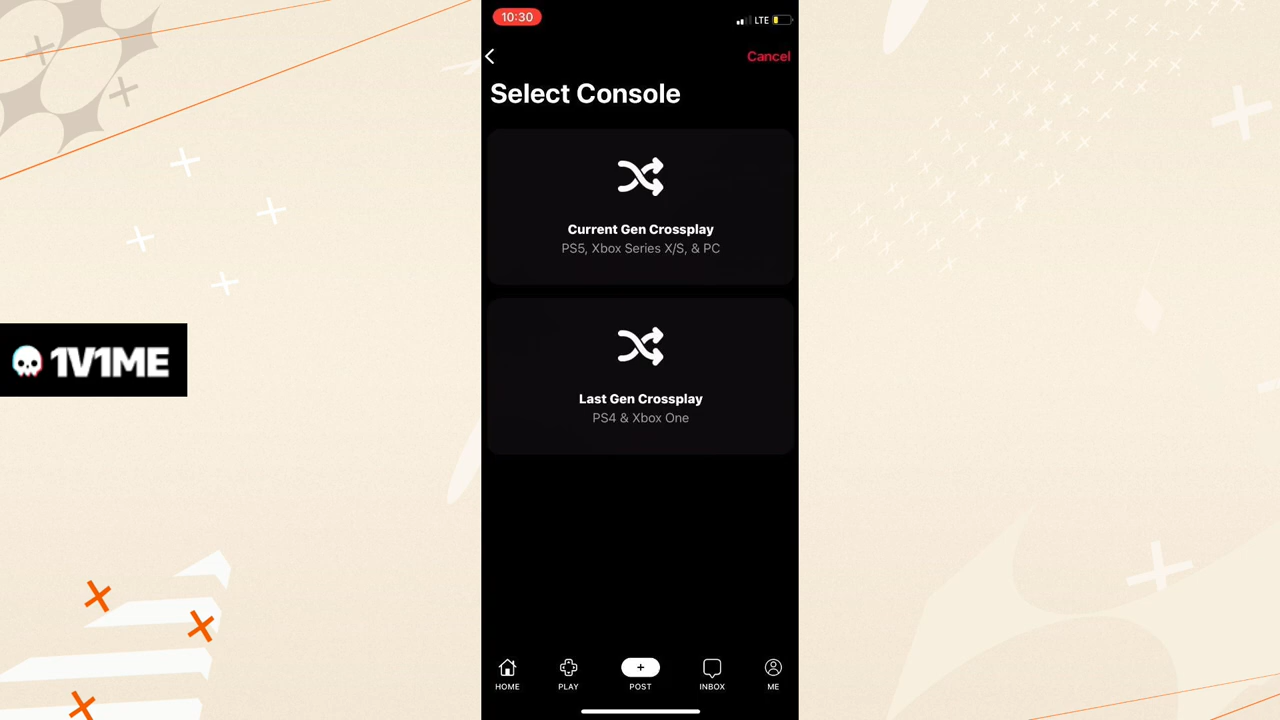 10:30
LTE
Cancel
Select Console
Current Gen Crossplay
PS5, Xbox Series X/S, & PC
1V1ME
Last Gen Crossplay
PS4 & Xbox One
HOME
PLAY
POST
INBOX
ME